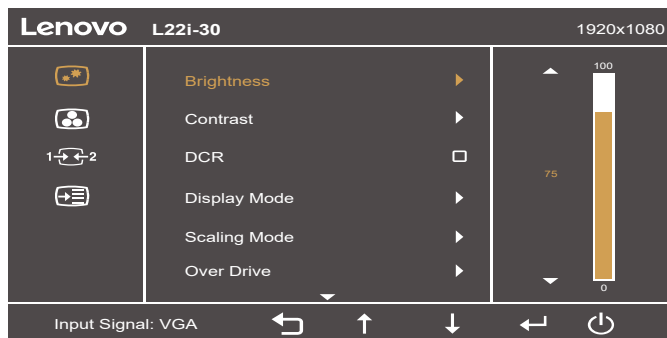 Lenovo L22i-30 1920x1080
Brightness
100
Contrast
1 2
DCR
75
Display Mode
Scaling Mode
Over Drive
0
Input Signal: VGA